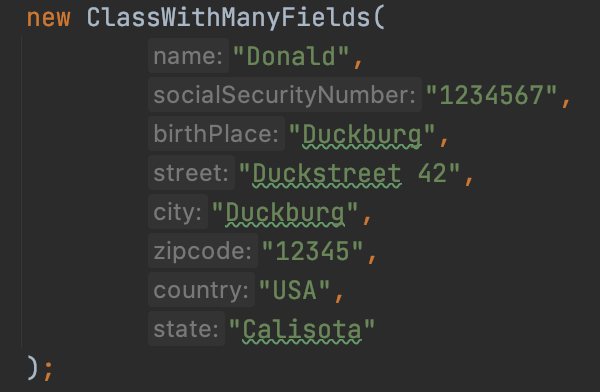 new ClassWithManyFields(
name: "Donald",
socialSecurityNumber: "1234567",
birthPlace: "Duckburg",
street: "Duckstreet 42",
city: "Duckburg",
zipcode: "12345",
country: "USA",
state: "Calisota"
);